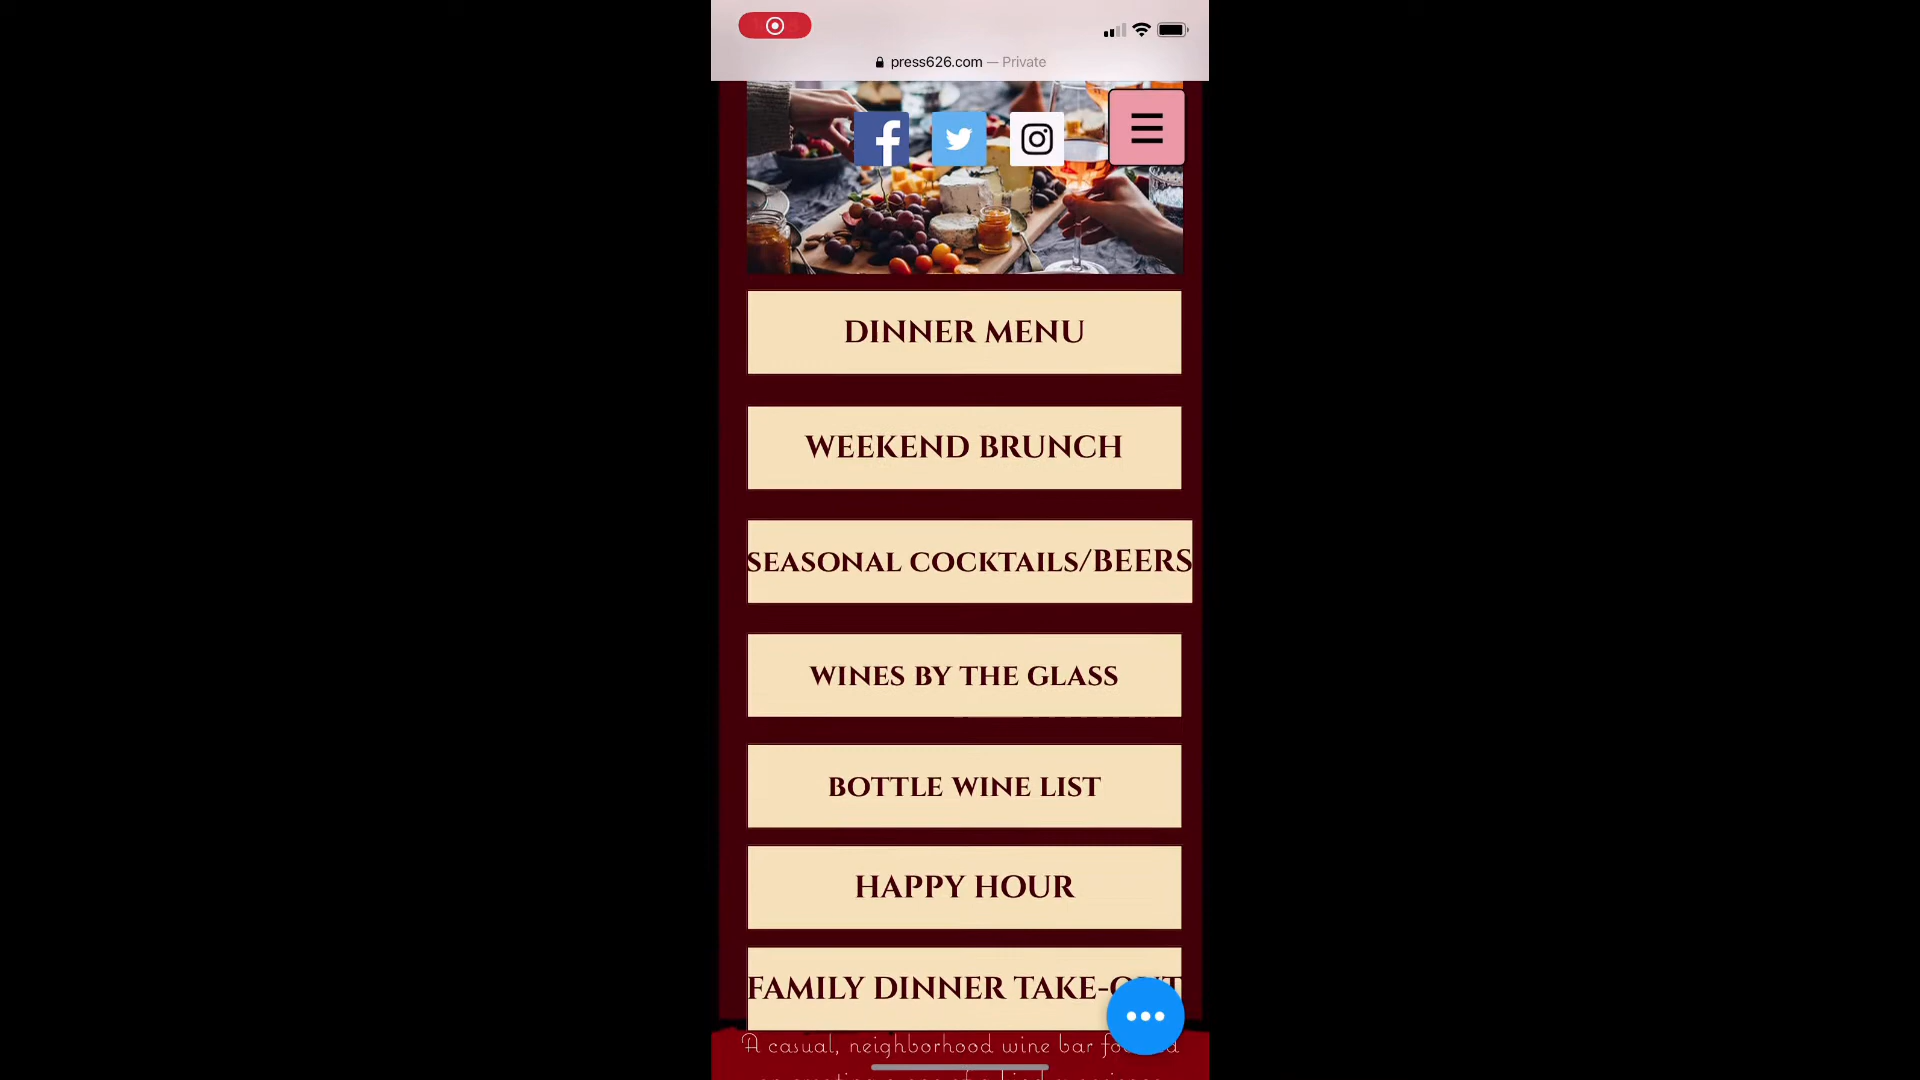 press626.com — Private
DINNER MENU
WEEKEND BRUNCH
SEASONAL COCKTAILS/BEERS
WINES BY THE GLASS
BOTTLE WINE LIST
HAPPY HOUR
FAMILY DINNER TAKE-OUT
A casual, neighborhood wine bar